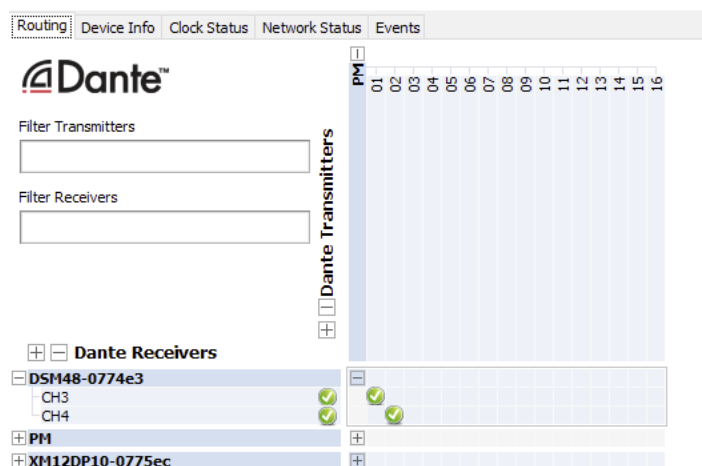 Routing Device Info Clock Status Network Status Events
Dante™
Filter Transmitters
Filter Receivers
Dante Transmitters
PM
01 02 03 04 05 06 07 08 09 10 11 12 13 14 15 16
Dante Receivers
DSM48-0774e3
CH3
CH4
PM
XM12DP10-0775ec